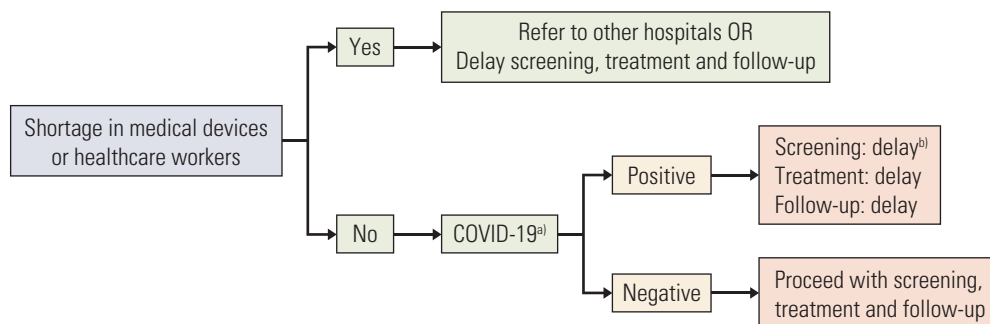 Yes
Refer to other hospitals OR
Delay screening, treatment and follow-up
Shortage in medical devices
or healthcare workers
No
COVID-19a)
Positive
Screening: delayb)
Treatment: delay
Follow-up: delay
Negative
Proceed with screening,
treatment and follow-up